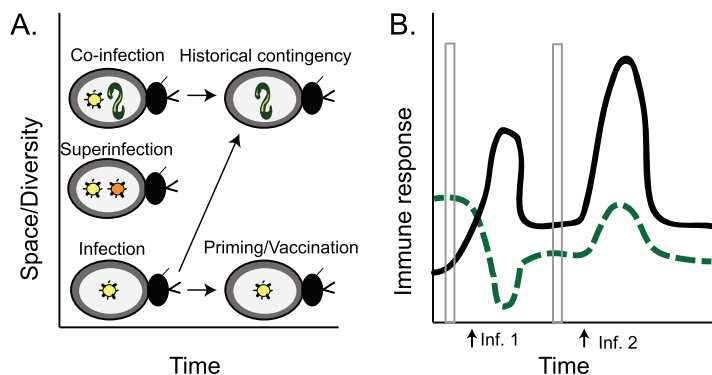 A.
Co-infection
Historical contingency
Superinfection
Infection
Priming/Vaccination
Space/Diversity
Time
B.
Immune response
Inf. 1
Inf. 2
Time